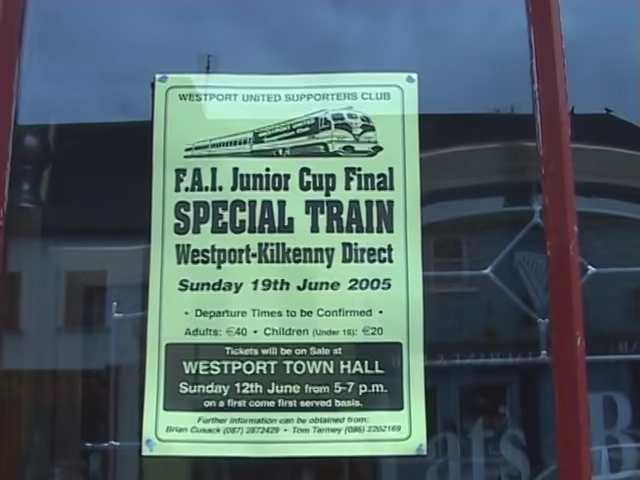 WESTPORT UNITED SUPPORTERS CLUB
F.A.I. Junior Cup Final
SPECIAL TRAIN
Westport-Kilkenny Direct
Sunday 19th June 2005
• Departure Times to be Confirmed •
Adults: €40 • Children (Under 18): €20
Tickets will be on Sale at
WESTPORT TOWN HALL
Sunday 12th June from 5-7 p.m.
on a first come first served basis.
Further information can be obtained from:
Brian Cusack (087) 2872429 • Tom Tarmey (086) 2202169